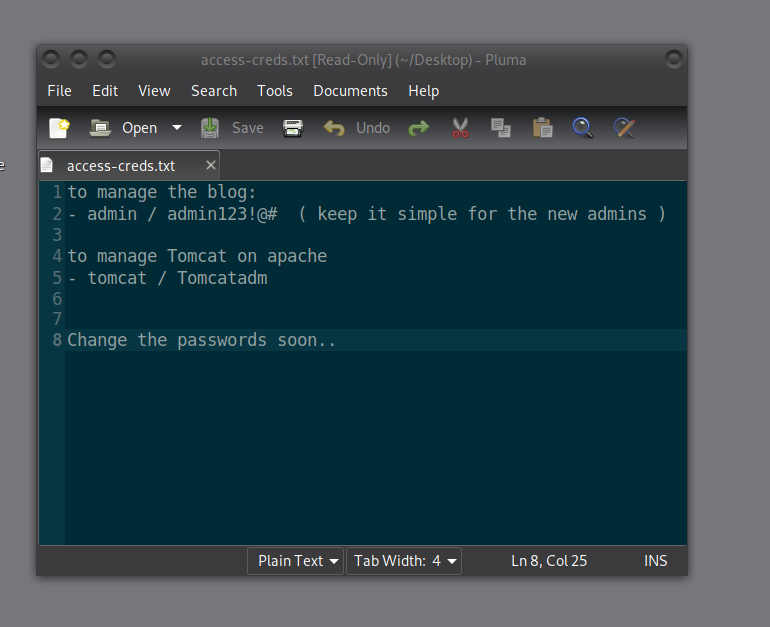 access-creds.txt [Read-Only] (~/Desktop) - Pluma
File Edit View Search Tools Documents Help
Open Save Undo
e
access-creds.txt
1 to manage the blog:
2 - admin / admin123!@#  ( keep it simple for the new admins )
3
4 to manage Tomcat on apache
5 - tomcat / Tomcatadm
6
7
8 Change the passwords soon..
Plain Text Tab Width: 4 Ln 8, Col 25 INS